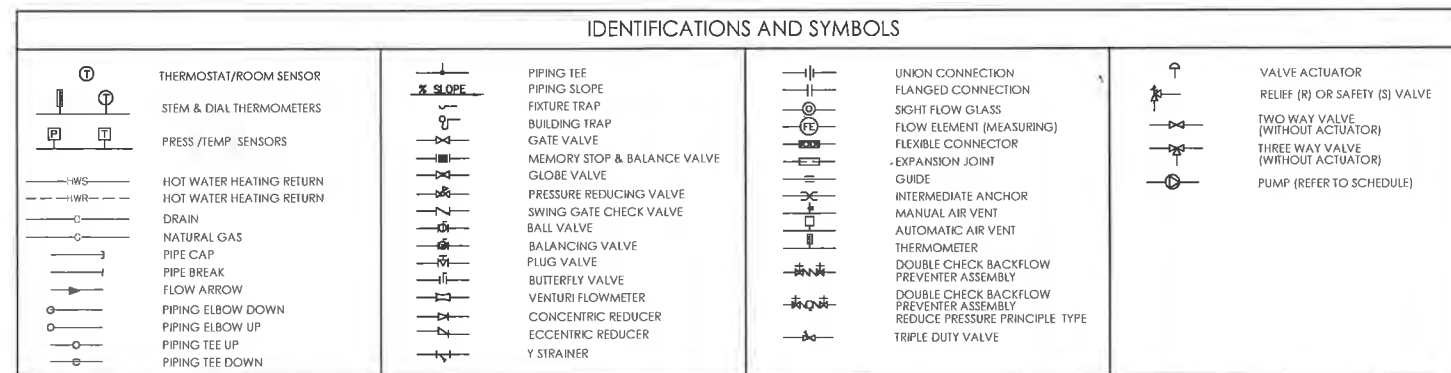 IDENTIFICATIONS AND SYMBOLS
T THERMOSTAT/ROOM SENSOR
T STEM & DIAL THERMOMETERS
P T PRESS /TEMP SENSORS
HWS HOT WATER HEATING RETURN
HWR HOT WATER HEATING RETURN
DRAIN
NATURAL GAS
PIPE CAP
PIPE BREAK
FLOW ARROW
PIPING ELBOW DOWN
PIPING ELBOW UP
PIPING TEE UP
PIPING TEE DOWN
PIPING TEE
% SLOPE PIPING SLOPE
FIXTURE TRAP
BUILDING TRAP
GATE VALVE
MEMORY STOP & BALANCE VALVE
GLOBE VALVE
PRESSURE REDUCING VALVE
SWING GATE CHECK VALVE
BALL VALVE
BALANCING VALVE
PLUG VALVE
BUTTERFLY VALVE
VENTURI FLOWMETER
CONCENTRIC REDUCER
ECCENTRIC REDUCER
Y STRAINER
UNION CONNECTION
FLANGED CONNECTION
SIGHT FLOW GLASS
FE FLOW ELEMENT (MEASURING)
FLEXIBLE CONNECTOR
EXPANSION JOINT
GUIDE
INTERMEDIATE ANCHOR
MANUAL AIR VENT
AUTOMATIC AIR VENT
THERMOMETER
DOUBLE CHECK BACKFLOW
PREVENTER ASSEMBLY
DOUBLE CHECK BACKFLOW
PREVENTER ASSEMBLY
REDUCE PRESSURE PRINCIPLE TYPE
TRIPLE DUTY VALVE
VALVE ACTUATOR
RELIEF (R) OR SAFETY (S) VALVE
TWO WAY VALVE
(WITHOUT ACTUATOR)
THREE WAY VALVE
(WITHOUT ACTUATOR)
PUMP (REFER TO SCHEDULE)